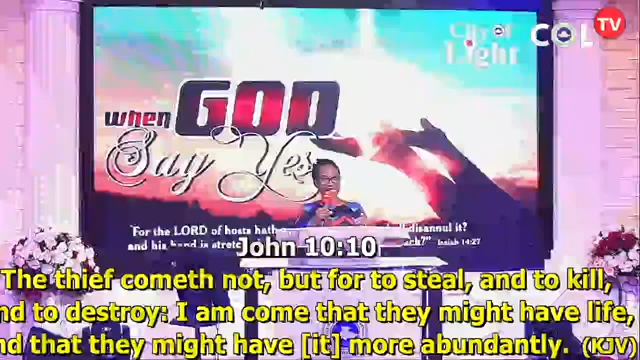 City of
Light
COL TV
when GOD
Say Yes
"For the LORD of hosts hath disannul it?
and his hand is stretc Isaiah 14:27
John 10:10
The thief cometh not, but for to steal, and to kill,
nd to destroy: I am come that they might have life,
nd that they might have [it] more abundantly. (KJV)